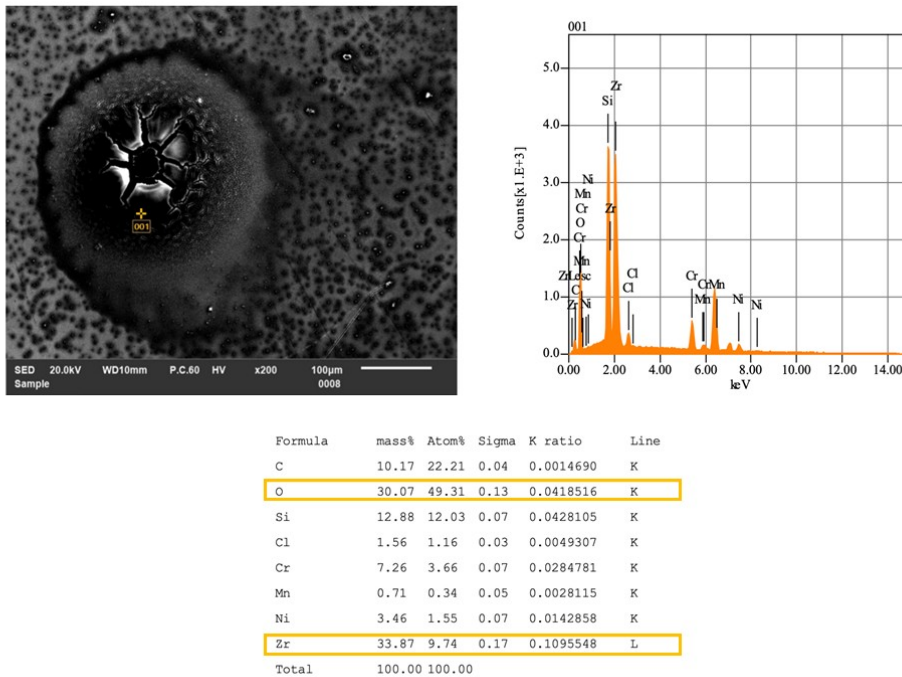 001
SED 20.0kV WD10mm P.C.60 HV x200 100μm
Sample 0008
001
Counts[x1.E+3]
5.0
4.0
3.0
2.0
1.0
0.0
Zr
Si
Ni
Mn
Cr
Zr
O
Cr
Mn
Cl
Cr
CrMn
C
Cl
Zr
Ni
Mn
Ni
Ni
0.00 2.00 4.00 6.00 8.00 10.00 12.00 14.00
keV
Formula mass% Atom% Sigma K ratio Line
C 10.17 22.21 0.04 0.0014690 K
O 30.07 49.31 0.13 0.0418516 K
Si 12.88 12.03 0.07 0.0428105 K
Cl 1.56 1.16 0.03 0.0049307 K
Cr 7.26 3.66 0.07 0.0284781 K
Mn 0.71 0.34 0.05 0.0028115 K
Ni 3.46 1.55 0.07 0.0142858 K
Zr 33.87 9.74 0.17 0.1095548 L
Total 100.00 100.00